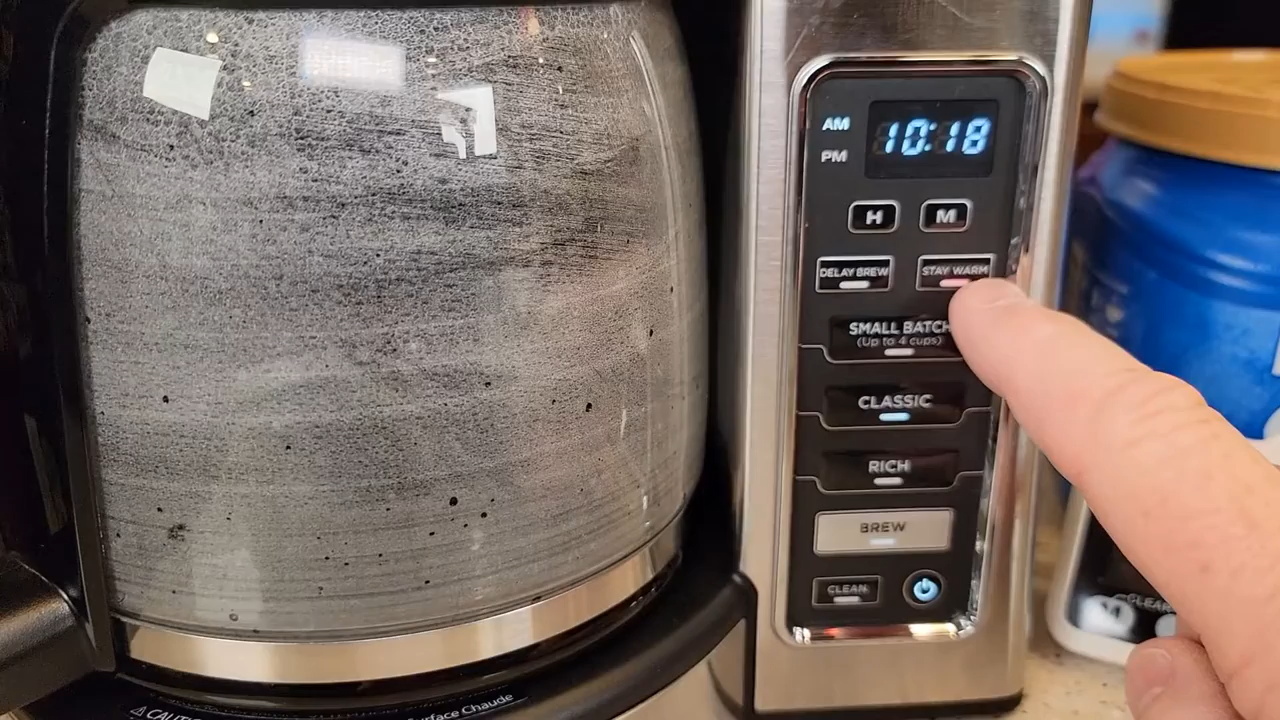 AM
10:18
PM
H
M
DELAY BREW
STAY WARM
SMALL BATCH
(Up to 4 cups)
CLASSIC
RICH
BREW
CLEAN
Surface Chaude